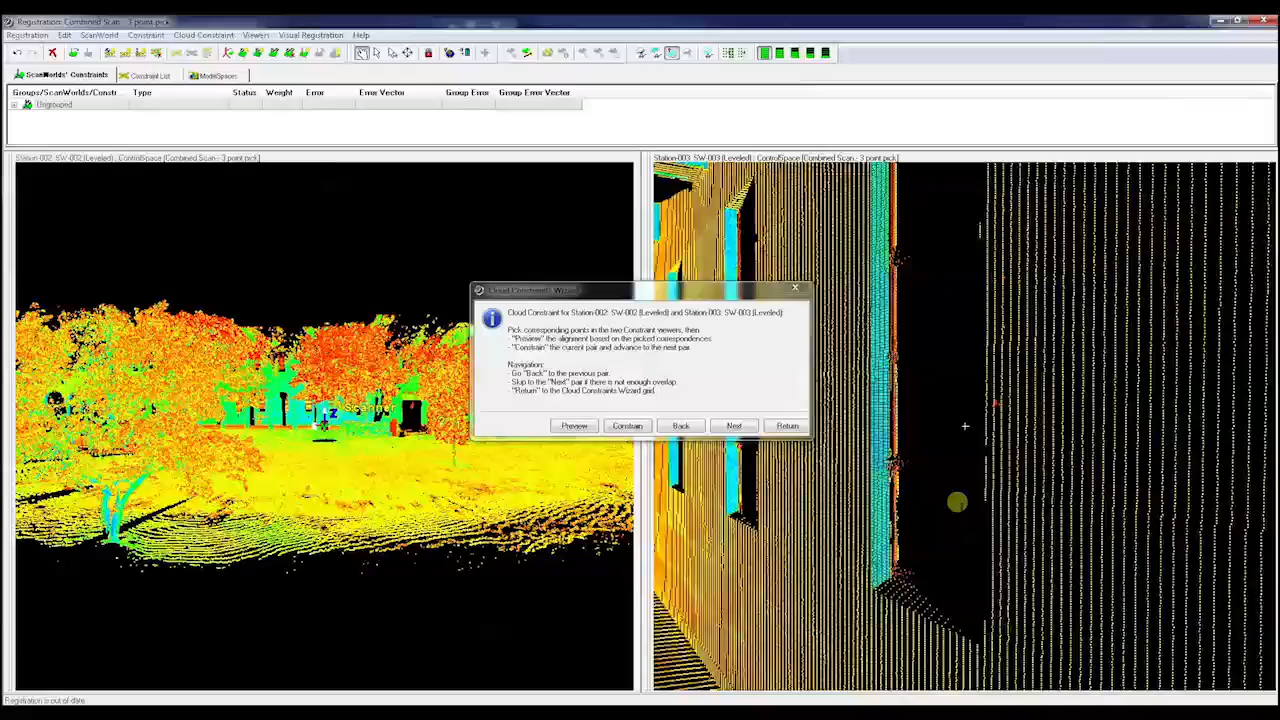 Registration: Combined Scan - 3 point pick
Registration Edit ScanWorld Constraint Cloud Constraint Viewers Visual Registration Help
ScanWorlds' Constraints Constraint List ModelSpaces
Groups/ScanWorlds/Constr... Type Status Weight Error Error Vector Group Error Group Error Vector
Ungrouped
Station-002: SW-002 (Leveled) : ControlSpace [Combined Scan - 3 point pick]
Station-003: SW-003 (Leveled) : ControlSpace [Combined Scan - 3 point pick]
Cloud Constraints Wizard
Cloud Constraint for Station-002: SW-002 (Leveled) and Station-003: SW-003 (Leveled):
Pick corresponding points in the two Constraint viewers, then
- "Preview" the alignment based on the picked correspondences.
- "Constrain" the current pair and advance to the next pair.
Navigation:
- Go "Back" to the previous pair.
- Skip to the "Next" pair if there is not enough overlap.
- "Return" to the Cloud Constraints Wizard grid.
Preview Constrain Back Next Return
Z Scanner
Registration is out of date